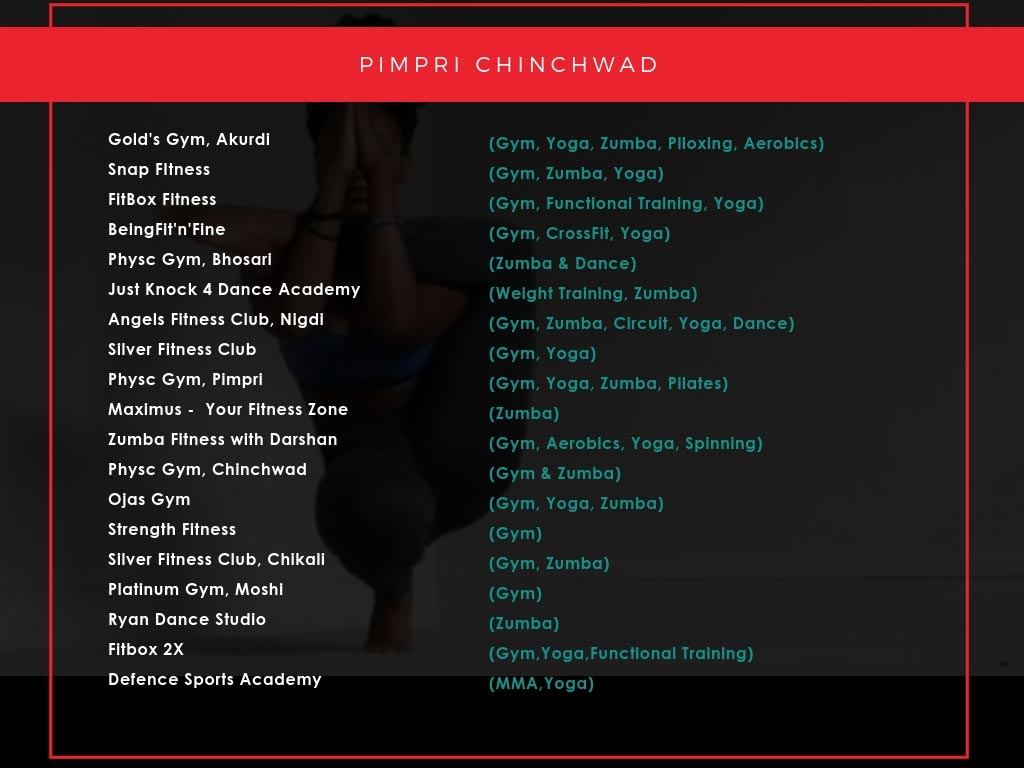 PIMPRI CHINCHWAD
Gold's Gym, Akurdi (Gym, Yoga, Zumba, Piloxing, Aerobics)
Snap Fitness (Gym, Zumba, Yoga)
FitBox Fitness (Gym, Functional Training, Yoga)
BeingFit'n'Fine (Gym, CrossFit, Yoga)
Physc Gym, Bhosari (Zumba & Dance)
Just Knock 4 Dance Academy (Weight Training, Zumba)
Angels Fitness Club, Nigdi (Gym, Zumba, Circuit, Yoga, Dance)
Silver Fitness Club (Gym, Yoga)
Physc Gym, Pimpri (Gym, Yoga, Zumba, Pilates)
Maximus - Your Fitness Zone (Zumba)
Zumba Fitness with Darshan (Gym, Aerobics, Yoga, Spinning)
Physc Gym, Chinchwad (Gym & Zumba)
Ojas Gym (Gym, Yoga, Zumba)
Strength Fitness (Gym)
Silver Fitness Club, Chikali (Gym, Zumba)
Platinum Gym, Moshi (Gym)
Ryan Dance Studio (Zumba)
Fitbox 2X (Gym,Yoga,Functional Training)
Defence Sports Academy (MMA,Yoga)